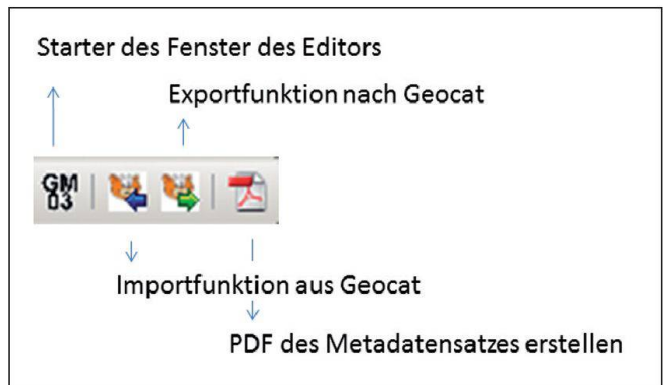 Starter des Fenster des Editors
Exportfunktion nach Geocat
GM
03
Importfunktion aus Geocat
PDF des Metadatensatzes erstellen